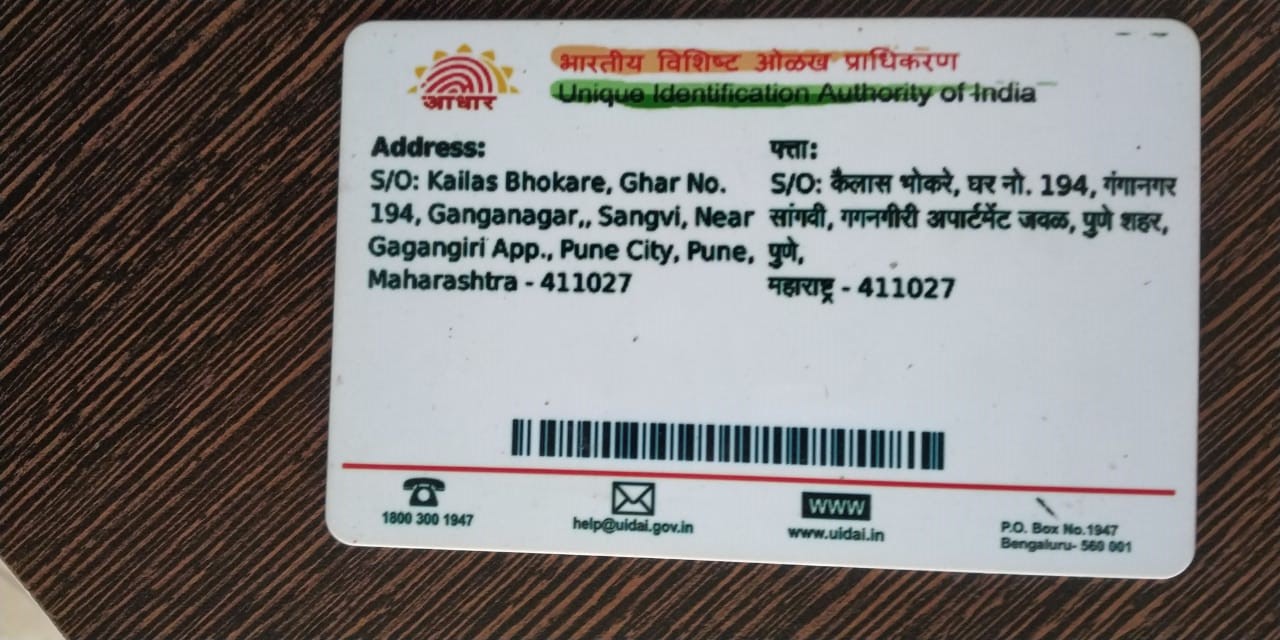 आधार
भारतीय विशिष्ट ओळख प्राधिकरण
Unique Identification Authority of India
Address:
S/O: Kailas Bhokare, Ghar No.
194, Ganganagar,, Sangvi, Near
Gagangiri App., Pune City, Pune,
Maharashtra - 411027
पत्ता:
S/O: कैलास भोकरे, घर नो. 194, गंगानगर
सांगवी, गगनगीरी अपार्टमेंट जवळ, पुणे शहर,
पुणे,
महाराष्ट्र - 411027
1800 300 1947
help@uidai.gov.in
www
www.uidai.in
P.O. Box No.1947
Bengaluru- 560 001